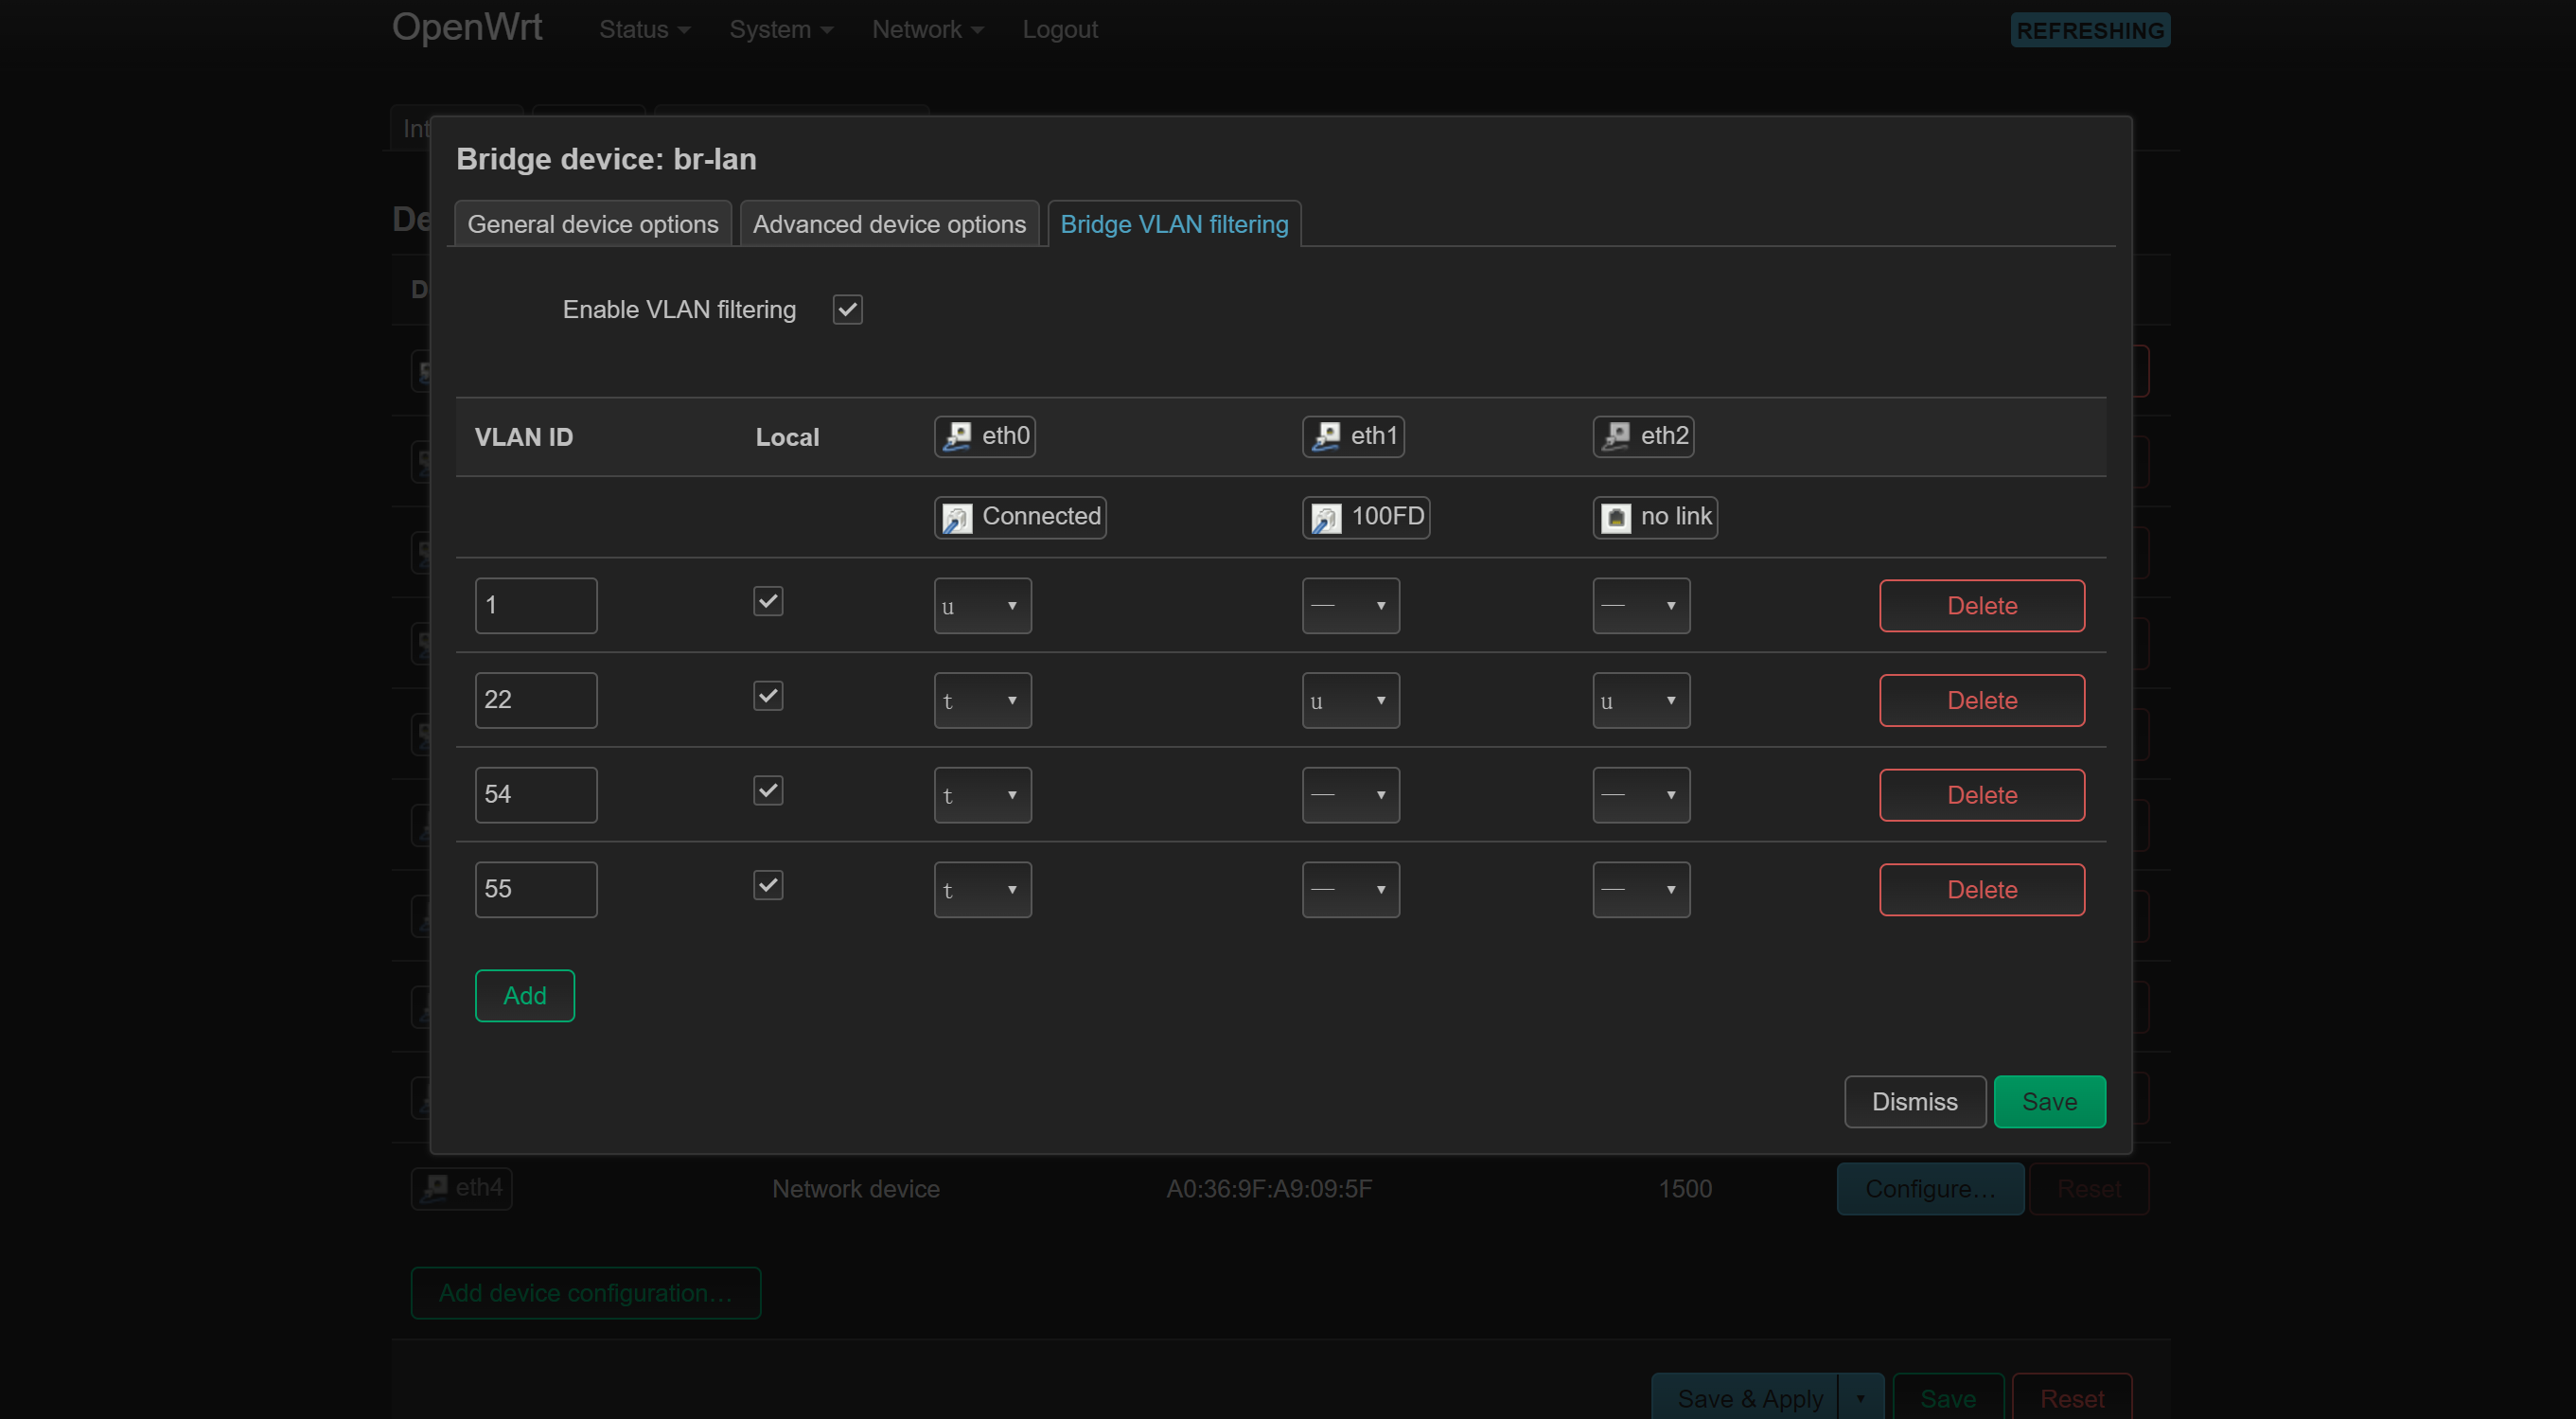 OpenWrt Status System Network Logout REFRESHING
Int
Bridge device: br-lan
General device options Advanced device options Bridge VLAN filtering
De
D
Enable VLAN filtering
VLAN ID Local eth0 eth1 eth2
Connected 100FD no link
1 u — — Delete
22 t u u Delete
54 t — — Delete
55 t — — Delete
Add
Dismiss Save
eth4 Network device A0:36:9F:A9:09:5F 1500 Configure… Reset
Add device configuration…
Save & Apply Save Reset